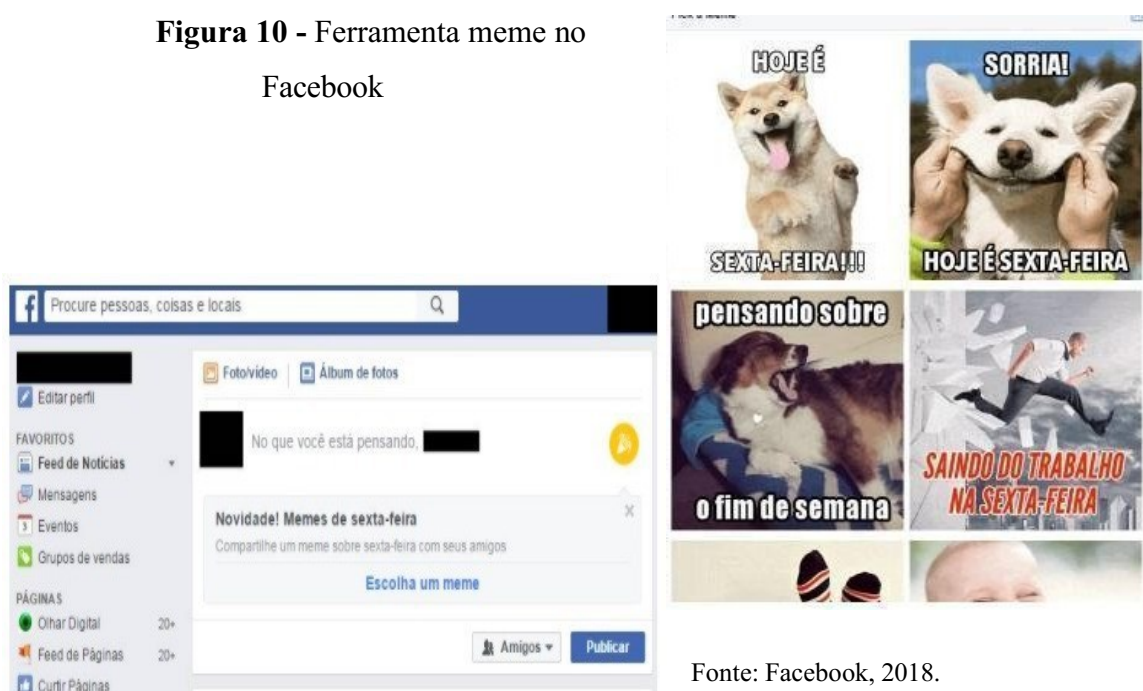 Figura 10 - Ferramenta meme no
Facebook
HOJE É
SEXTA-FEIRA!!!
SORRIA!
HOJE É SEXTA-FEIRA
pensando sobre
o fim de semana
SAINDO DO TRABALHO
NA SEXTA-FEIRA
f
Procure pessoas, coisas e locais
Editar perfil
FAVORITOS
Feed de Notícias
Mensagens
3 Eventos
Grupos de vendas
PÁGINAS
Olhar Digital 20+
Feed de Páginas 20+
Curtir Páginas
Foto/vídeo
Álbum de fotos
No que você está pensando,
Novidade! Memes de sexta-feira
X
Compartilhe um meme sobre sexta-feira com seus amigos
Escolha um meme
Amigos
Publicar
Fonte: Facebook, 2018.